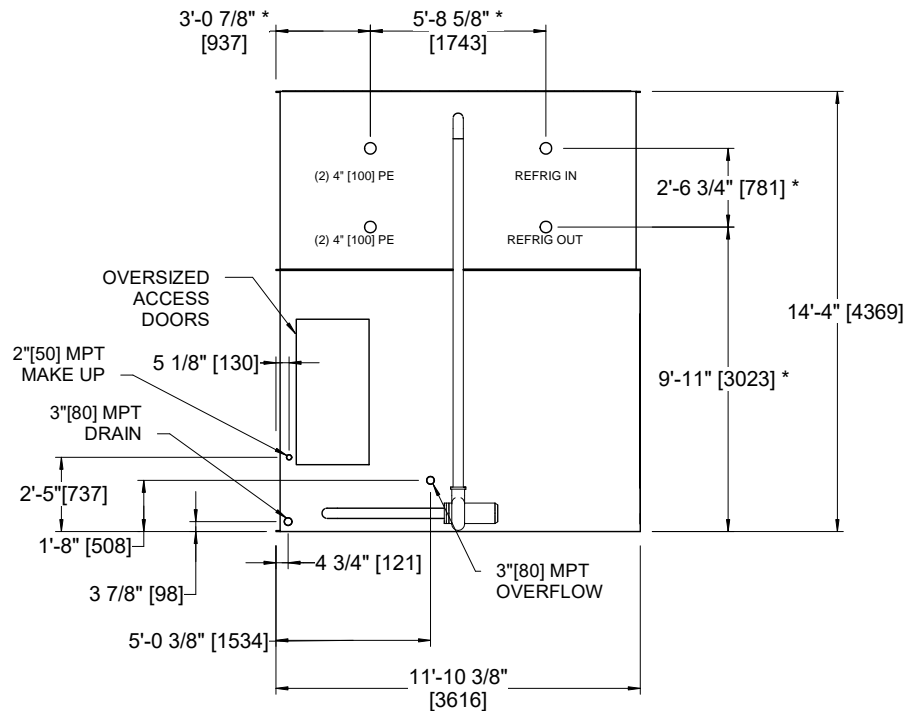 3'-0 7/8" *
[937]
5'-8 5/8" *
[1743]
(2) 4" [100] PE
REFRIG IN
2'-6 3/4" [781] *
(2) 4" [100] PE
REFRIG OUT
OVERSIZED
ACCESS
DOORS
14'-4" [4369]
5 1/8" [130]
2"[50] MPT
MAKE UP
9'-11" [3023] *
3"[80] MPT
DRAIN
2'-5"[737]
1'-8" [508]
4 3/4" [121]
3"[80] MPT
OVERFLOW
3 7/8" [98]
5'-0 3/8" [1534]
11'-10 3/8"
[3616]